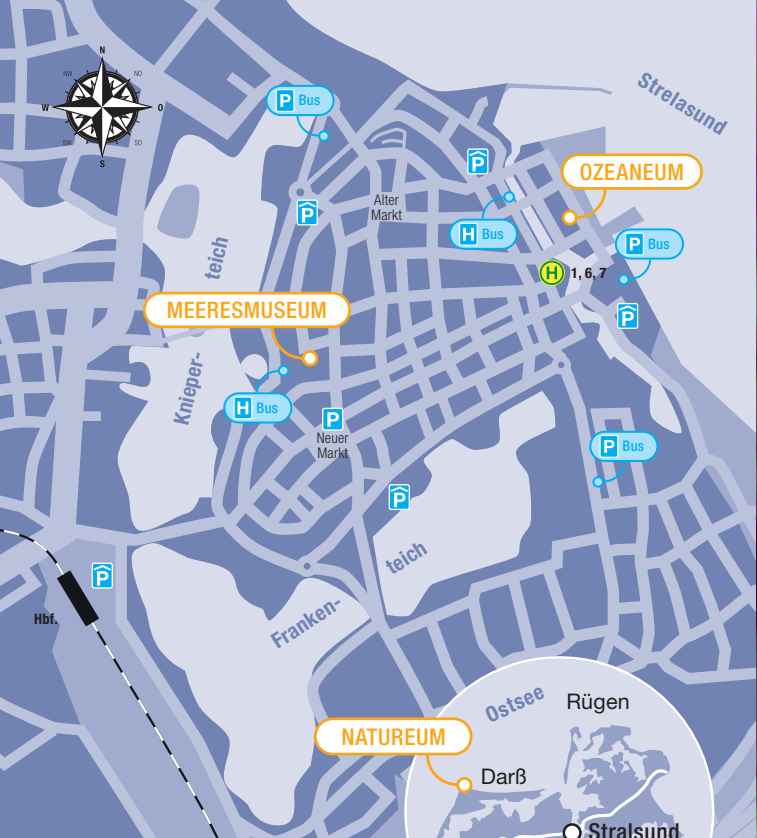 N
NW
NO
W
O
SW
SO
S
Strelasund
P Bus
P
OZEANEUM
P
Alter
Markt
H Bus
P Bus
teich
H 1, 6, 7
MEERESMUSEUM
P
Knieper-
H Bus
P
Neuer
Markt
P Bus
P
teich
P
Franken-
Hbf.
Ostsee
Rügen
NATUREUM
Darß
Stralsund